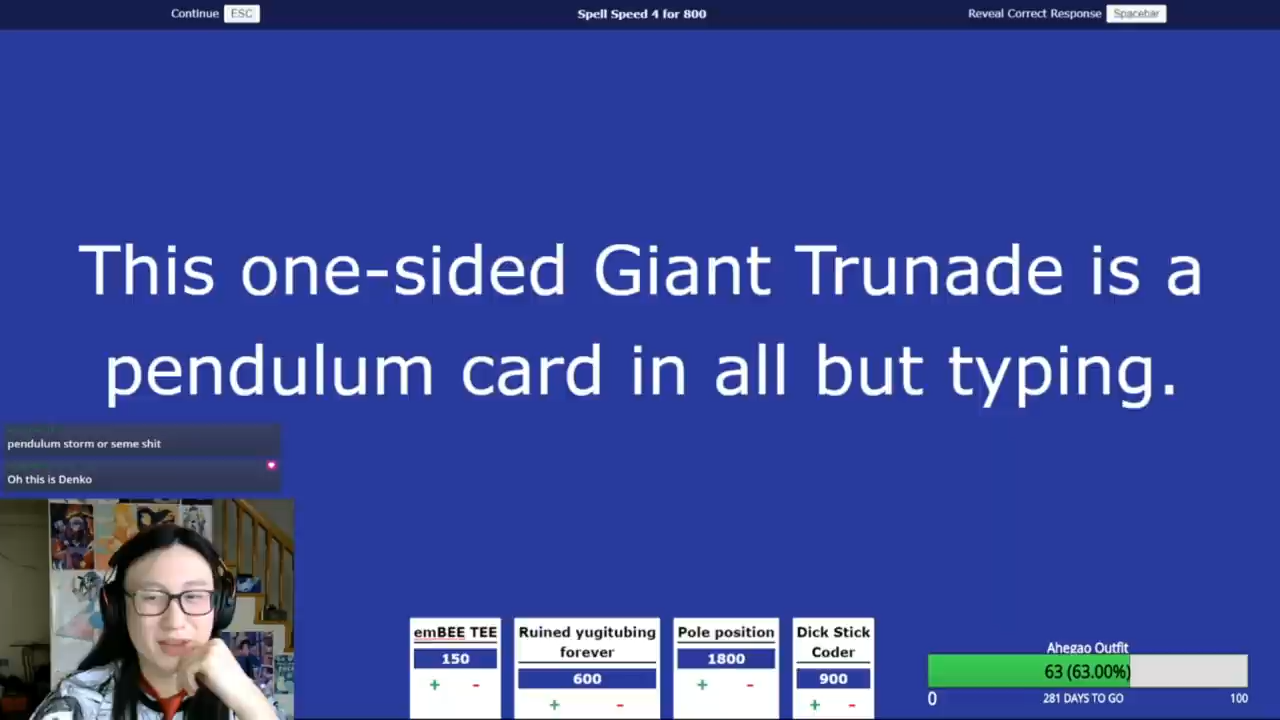 Continue ESC
Spell Speed 4 for 800
Reveal Correct Response Spacebar
This one-sided Giant Trunade is a
pendulum card in all but typing.
pendulum storm or seme shit
Oh this is Denko
emBEE TEE
150
+ -
Ruined yugitubing
forever
600
+ -
Pole position
1800
+ -
Dick Stick
Coder
900
+ -
Ahegao Outfit
63 (63.00%)
0 281 DAYS TO GO 100